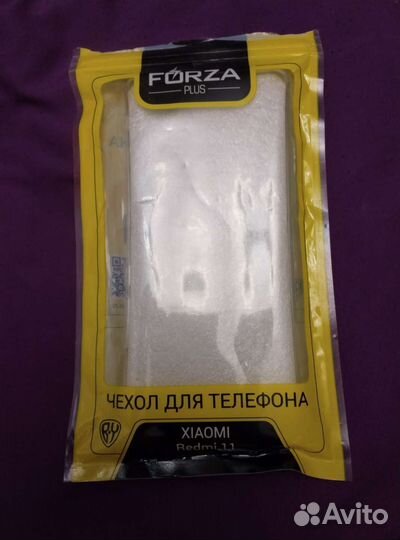 FORZA
PLUS
ЧЕХОЛ ДЛЯ ТЕЛЕФОНА
XIAOMI
Redmi 11
Avito